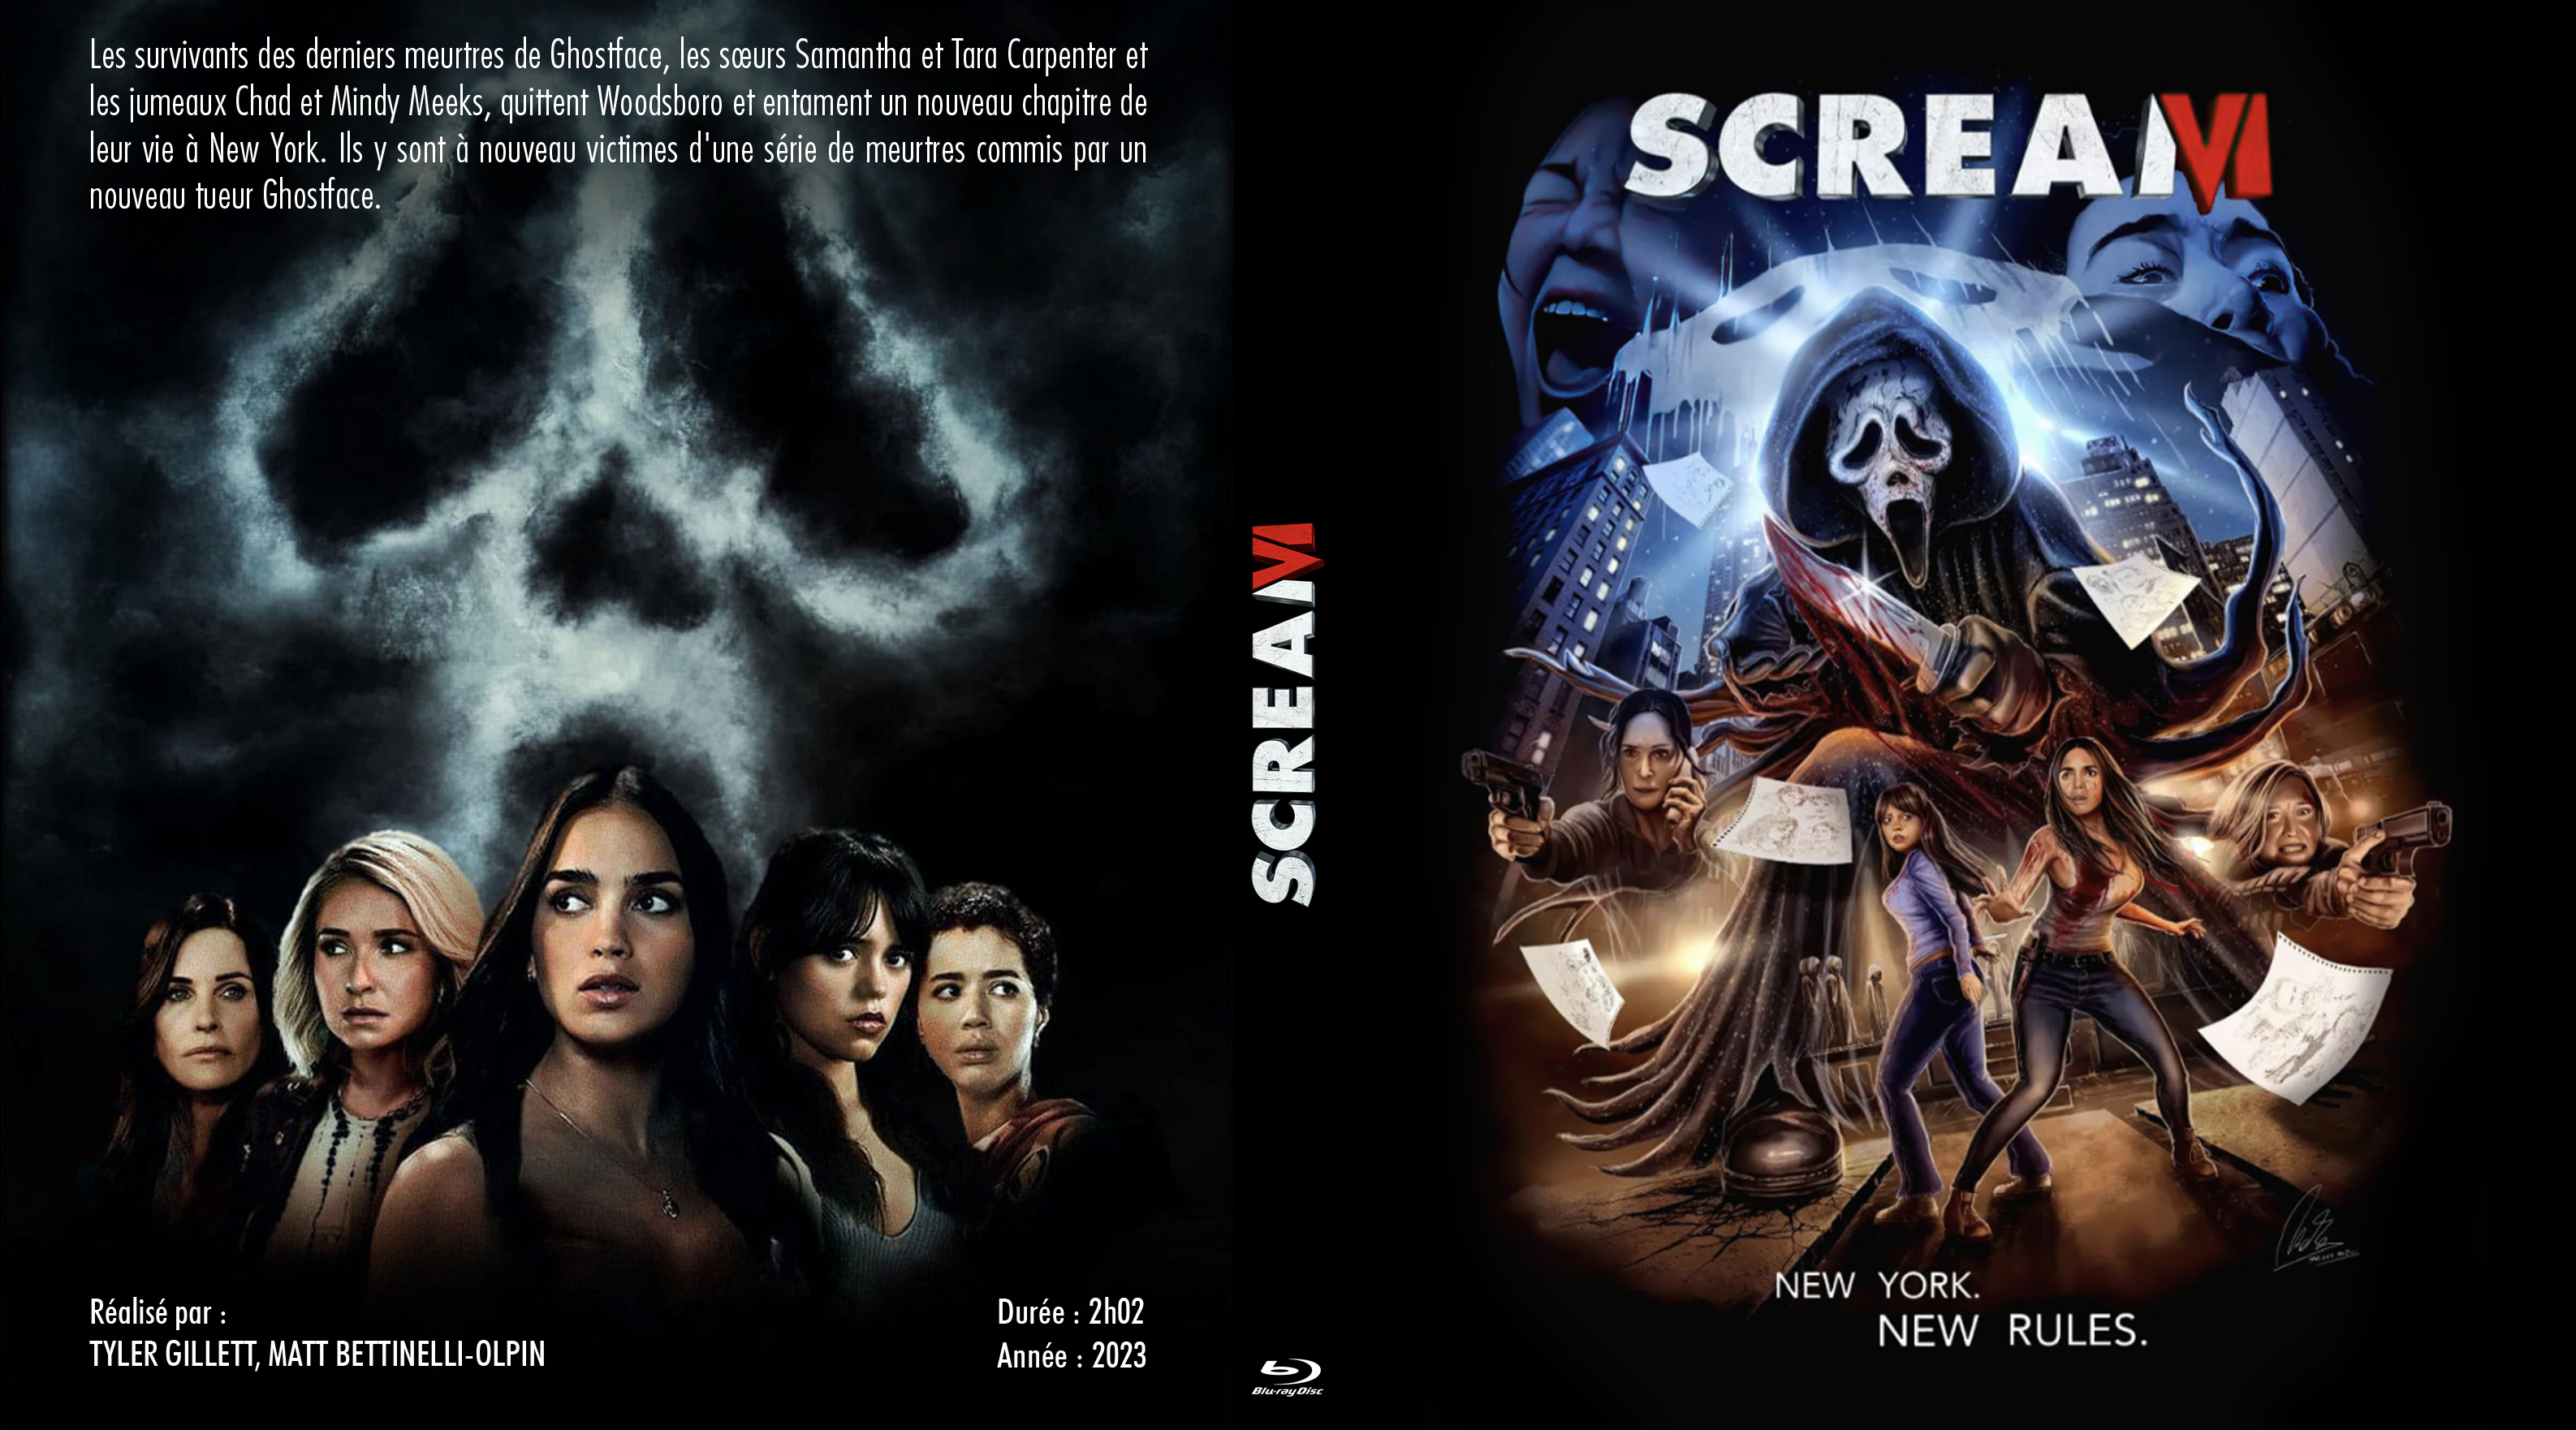 Les survivants des derniers meurtres de Ghostface, les sœurs Samantha et Tara Carpenter et
les jumeaux Chad et Mindy Meeks, quittent Woodsboro et entament un nouveau chapitre de
leur vie à New York. Ils y sont à nouveau victimes d'une série de meurtres commis par un
nouveau tueur Ghostface.
Réalisé par :
TYLER GILLETT, MATT BETTINELLI-OLPIN
Durée : 2h02
Année : 2023
SCREAM VI
Blu-ray Disc
SCREAM VI
NEW YORK.
NEW RULES.